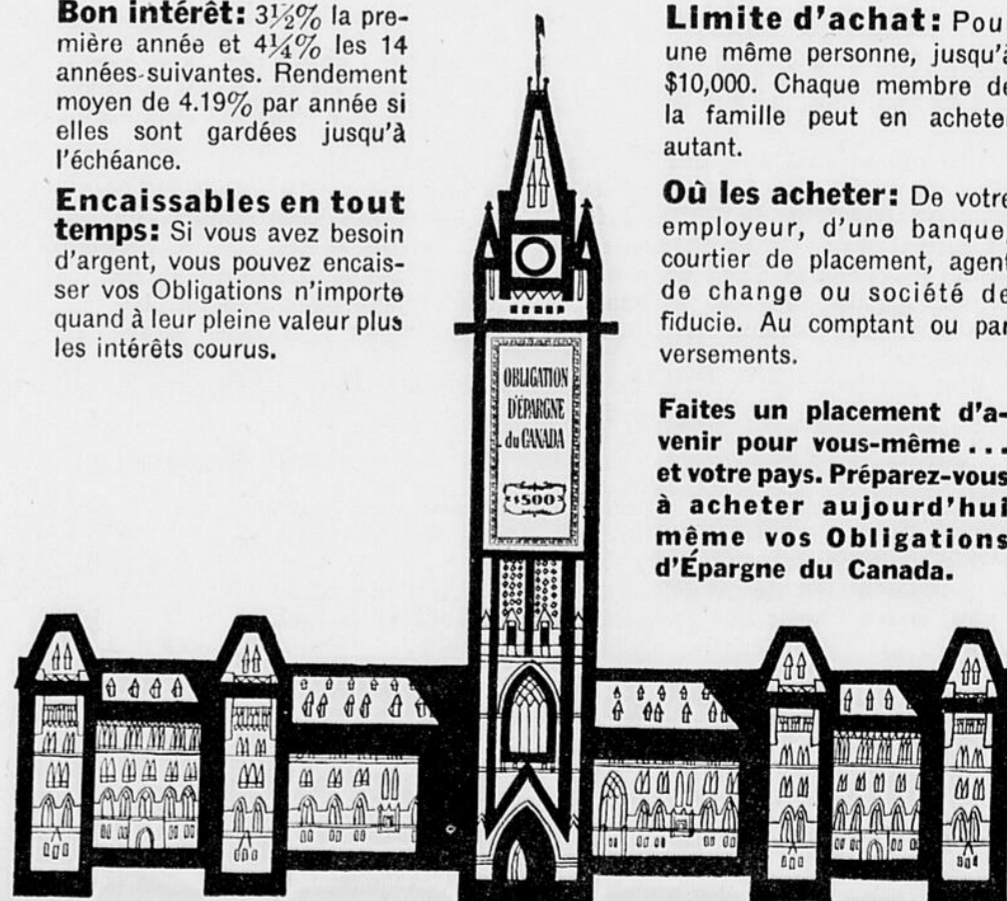 Bon intérêt: 3½% la pre-
mière année et 4¼% les 14
années suivantes. Rendement
moyen de 4.19% par année si
elles sont gardées jusqu'à
l'échéance.
Encaissables en tout
temps: Si vous avez besoin
d'argent, vous pouvez encais-
ser vos Obligations n'importe
quand à leur pleine valeur plus
les intérêts courus.
OBLIGATION
D'ÉPARGNE
du CANADA
$500
Limite d'achat: Pou
une même personne, jusqu'à
$10,000. Chaque membre de
la famille peut en achete
autant.
Où les acheter: De votre
employeur, d'une banque
courtier de placement, agent
de change ou société de
fiducie. Au comptant ou par
versements.
Faites un placement d'a-
venir pour vous-même...
et votre pays. Préparez-vous
à acheter aujourd'hui
même vos Obligations
d'Épargne du Canada.